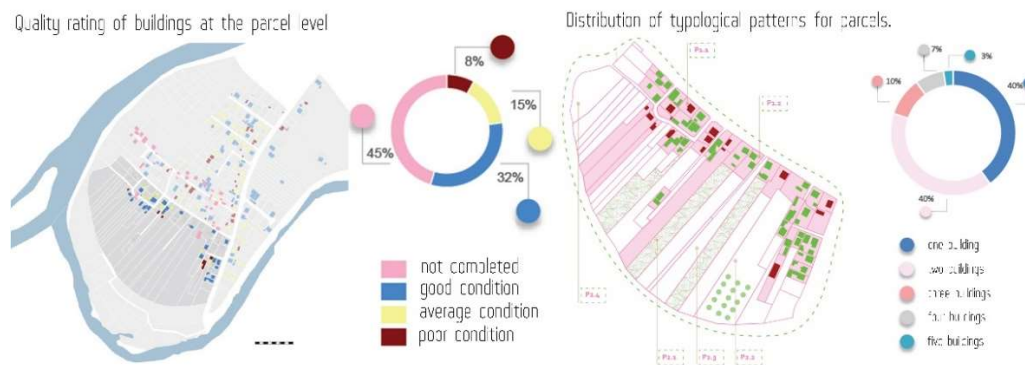 Quality rating of buildings at the parcel level
8%
15%
45%
32%
not completed
good condition
average condition
poor condition
Distribution of typological patterns for parcels.
7%
3%
10%
40%
40%
one building
two buildings
three buildings
four buildings
five buildings